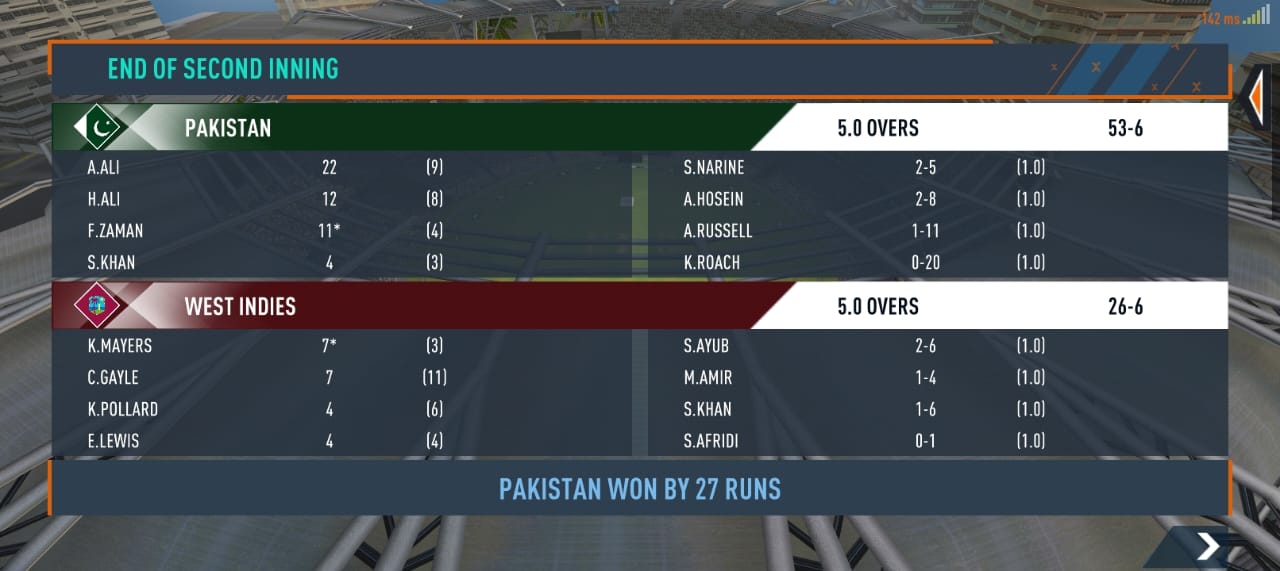 142 ms
END OF SECOND INNING
PAKISTAN 5.0 OVERS 53-6
A.ALI 22 (9) S.NARINE 2-5 (1.0)
H.ALI 12 (8) A.HOSEIN 2-8 (1.0)
F.ZAMAN 11* (4) A.RUSSELL 1-11 (1.0)
S.KHAN 4 (3) K.ROACH 0-20 (1.0)
WEST INDIES 5.0 OVERS 26-6
K.MAYERS 7* (3) S.AYUB 2-6 (1.0)
C.GAYLE 7 (11) M.AMIR 1-4 (1.0)
K.POLLARD 4 (6) S.KHAN 1-6 (1.0)
E.LEWIS 4 (4) S.AFRIDI 0-1 (1.0)
PAKISTAN WON BY 27 RUNS